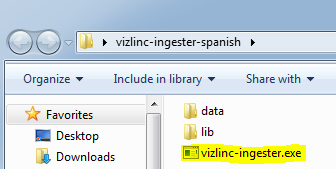 vizlinc-ingester-spanish
Organize Include in library Share with
Favorites
Desktop
Downloads
data
lib
vizlinc-ingester.exe